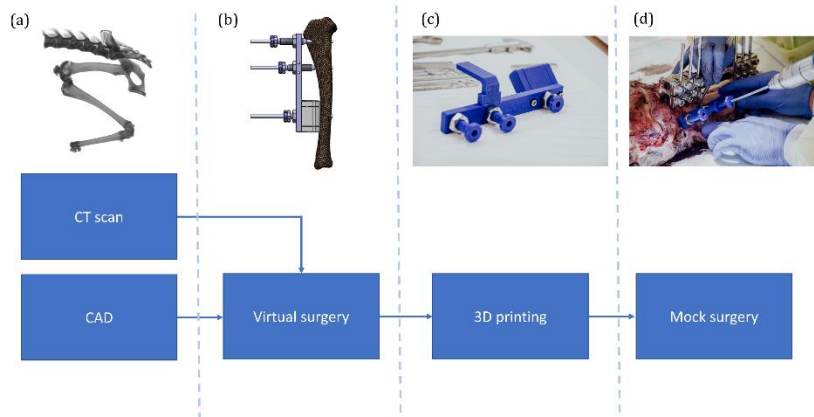 (a)
(b)
(c)
(d)
CT scan
CAD
Virtual surgery
3D printing
Mock surgery